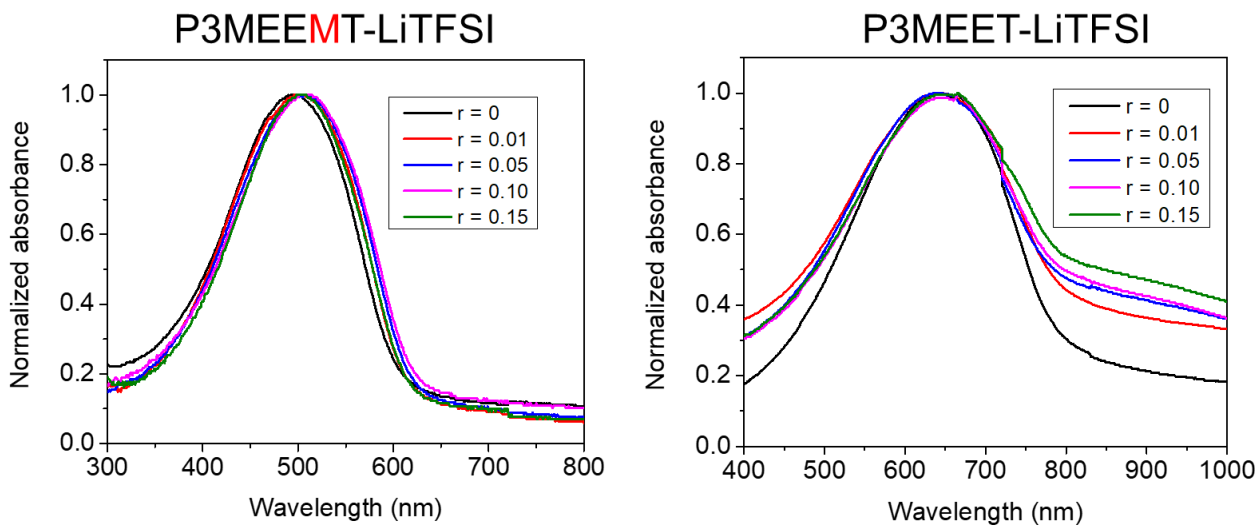 P3MEEMT-LiTFSI
Normalized absorbance
1.0
0.8
0.6
0.4
0.2
0.0
r = 0
r = 0.01
r = 0.05
r = 0.10
r = 0.15
300 400 500 600 700 800
Wavelength (nm)
P3MEET-LiTFSI
Normalized absorbance
1.0
0.8
0.6
0.4
0.2
0.0
r = 0
r = 0.01
r = 0.05
r = 0.10
r = 0.15
400 500 600 700 800 900 1000
Wavelength (nm)